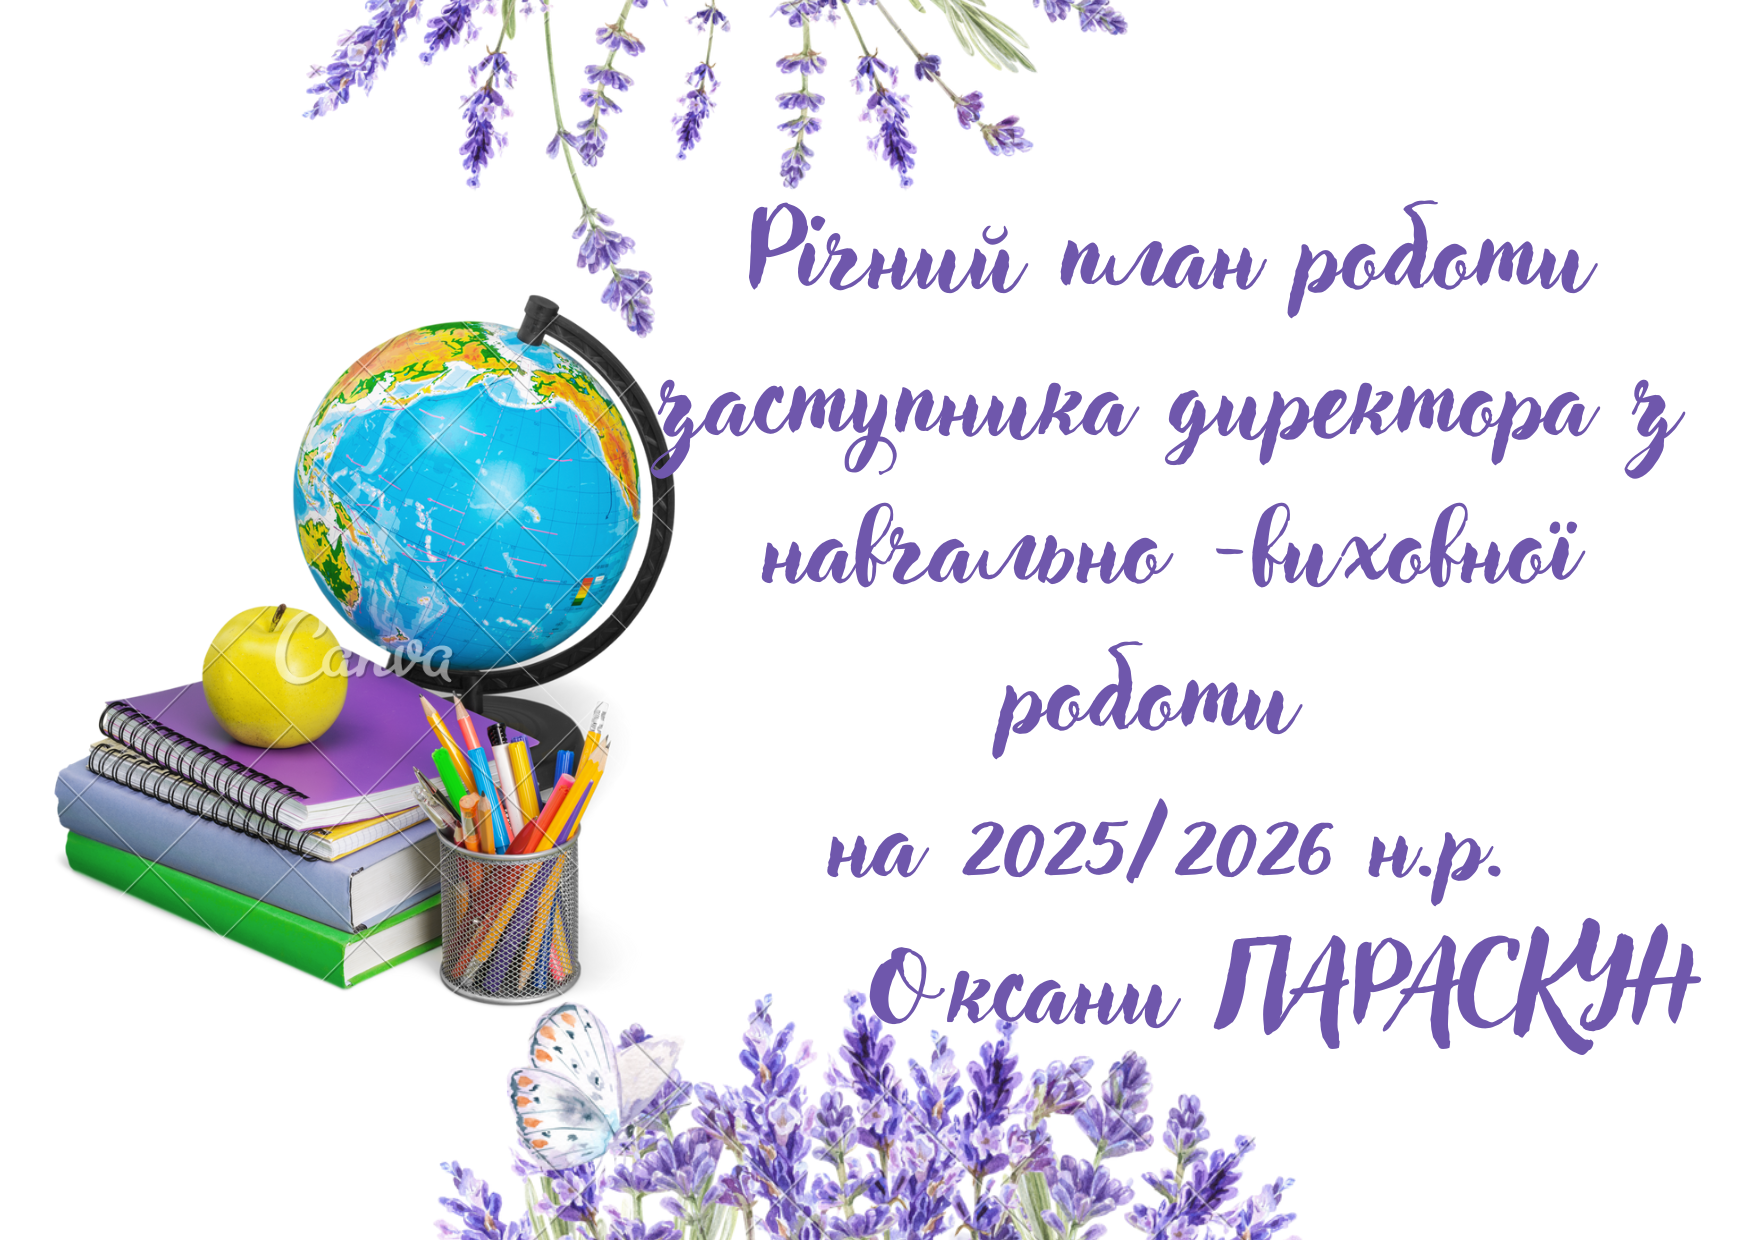 Річний план роботи
заступника директора з
навчально -виховної
роботи
на 2025/2026 н.р.
Оксани ПАРАСКУН
Canva